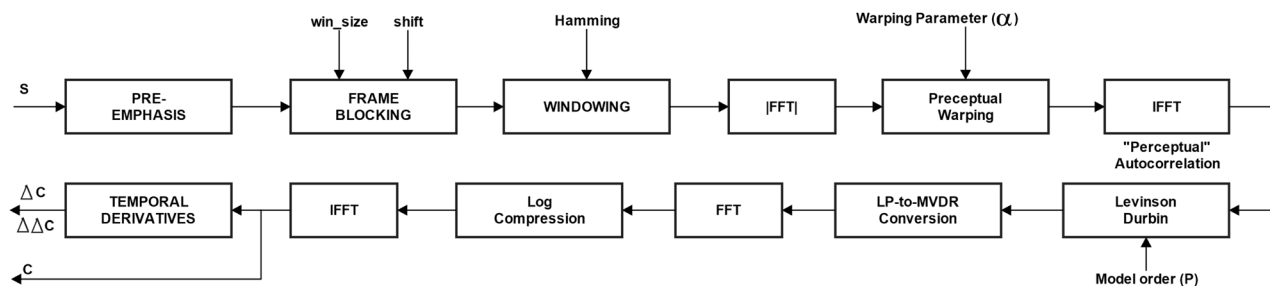 win_size
shift
Hamming
Warping Parameter (α)
S
PRE-
EMPHASIS
FRAME
BLOCKING
WINDOWING
|FFT|
Preceptual
Warping
IFFT
"Perceptual"
Autocorrelation
Δ C
ΔΔC
TEMPORAL
DERIVATIVES
IFFT
Log
Compression
FFT
LP-to-MVDR
Conversion
Levinson
Durbin
C
Model order (P)